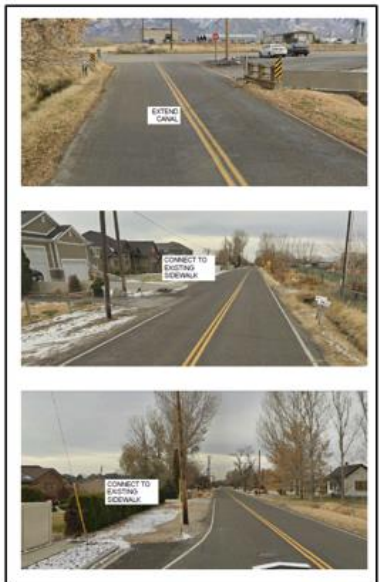 EXTEND
CANAL
CONNECT TO
EXISTING
SIDEWALK
CONNECT TO
EXISTING
SIDEWALK